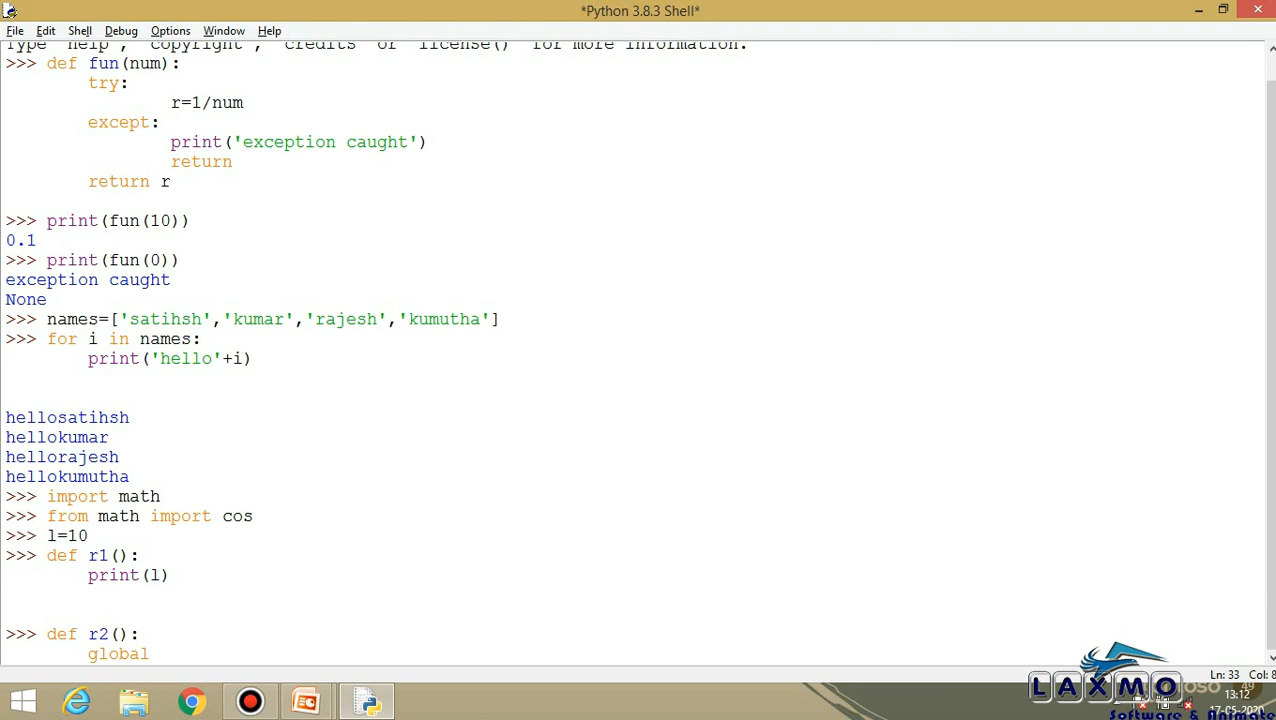 *Python 3.8.3 Shell*
File Edit Shell Debug Options Window Help
Type "help", "copyright", "credits" or "license()" for more information.
>>> def fun(num):
try:
r=1/num
except:
print('exception caught')
return
return r
>>> print(fun(10))
0.1
>>> print(fun(0))
exception caught
None
>>> names=['satihsh','kumar','rajesh','kumutha']
>>> for i in names:
print('hello'+i)
hellosatihsh
hellokumar
hellorajesh
hellokumutha
>>> import math
>>> from math import cos
>>> l=10
>>> def r1():
print(l)
>>> def r2():
global
Ln: 33 Col: 8
LAXMO
Software & Animate
13:12
17-05-2020